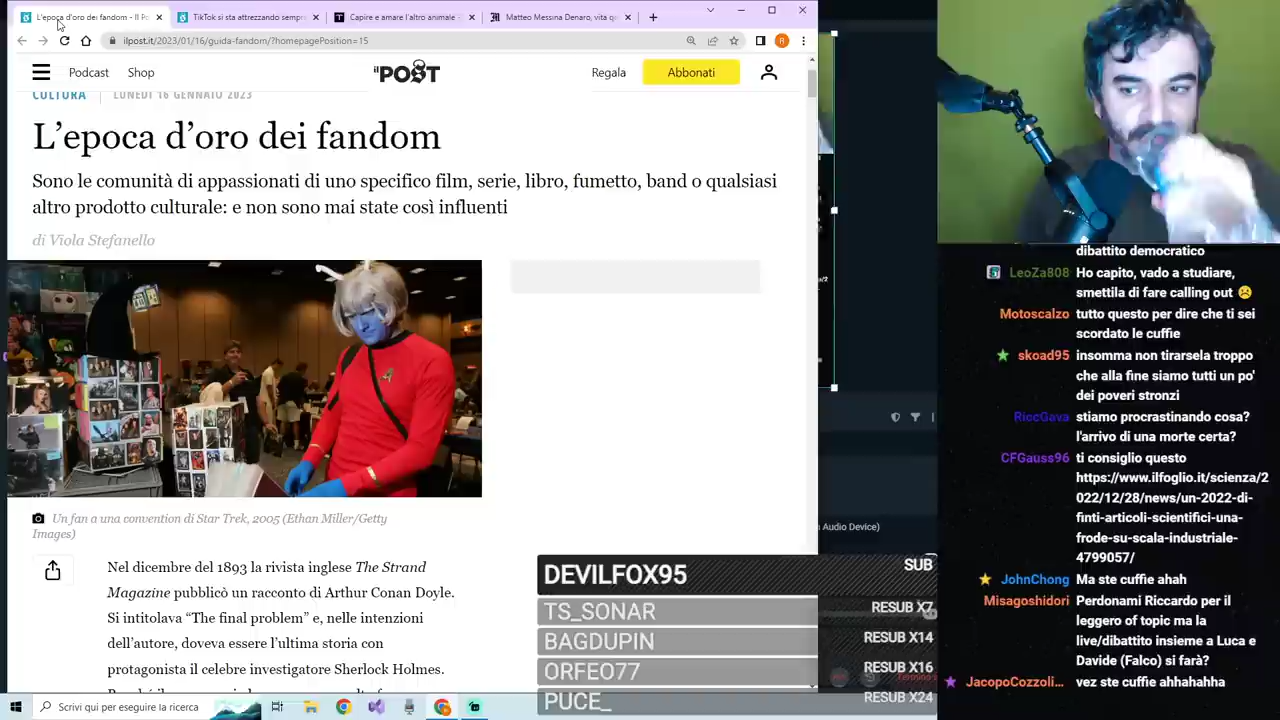 L'epoca d'oro dei fandom - Il Po
TikTok si sta attrezzando sempre
Capire e amare l'altro animale -
Matteo Messina Denaro, vita q
ilpost.it/2023/01/16/guida-fandom/?homepagePosition=15
Podcast
Shop
IL POST
Regala
Abbonati
CULTURA
LUNEDÌ 16 GENNAIO 2023
L'epoca d'oro dei fandom
Sono le comunità di appassionati di uno specifico film, serie, libro, fumetto, band o qualsiasi
altro prodotto culturale: e non sono mai state così influenti
di Viola Stefanello
Un fan a una convention di Star Trek, 2005 (Ethan Miller/Getty
Images)
Nel dicembre del 1893 la rivista inglese The Strand
Magazine pubblicò un racconto di Arthur Conan Doyle.
Si intitolava "The final problem" e, nelle intenzioni
dell'autore, doveva essere l'ultima storia con
protagonista il celebre investigatore Sherlock Holmes.
n Audio Device)
DEVILFOX95 SUB
TS_SONAR RESUB X7
BAGDUPIN RESUB X14
ORFEO77 RESUB X16
PUCE_ RESUB X24
Scrivi qui per eseguire la ricerca
dibattito democratico
LeoZa808 Ho capito, vado a studiare,
smettila di fare calling out
Motoscalzo tutto questo per dire che ti sei
scordato le cuffie
skoad95 insomma non tirarsela troppo
che alla fine siamo tutti un po'
dei poveri stronzi
RiccGava stiamo procrastinando cosa?
l'arrivo di una morte certa?
CFGauss96 ti consiglio questo
https://www.ilfoglio.it/scienza/2
022/12/28/news/un-2022-di-
finti-articoli-scientifici-una-
frode-su-scala-industriale-
4799057/
JohnChong Ma ste cuffie ahah
Misagoshidori Perdonami Riccardo per il
leggero of topic ma la
live/dibattito insieme a Luca e
Davide (Falco) si farà?
JacopoCozzoli... vez ste cuffie ahhahahha